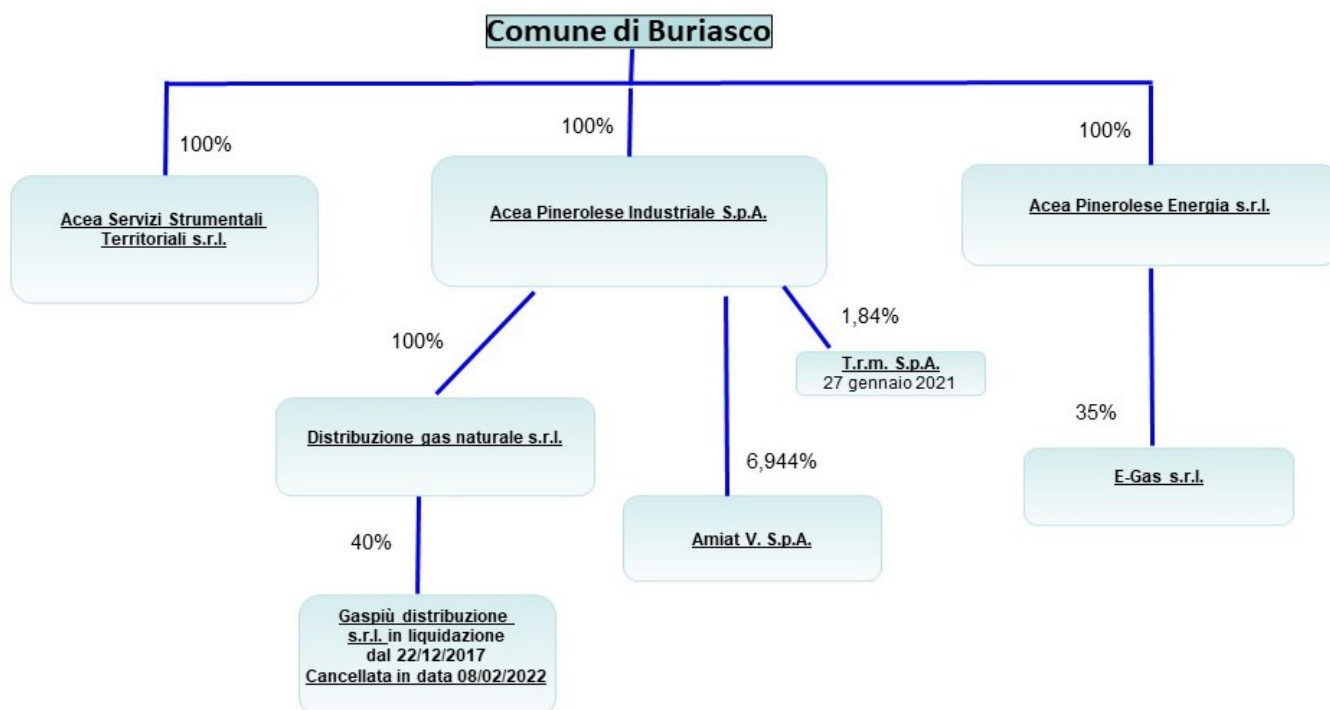 Comune di Buriasco
100%
100%
100%
Acea Servizi Strumentali
Territoriali s.r.l.
Acea Pinerolese Industriale S.p.A.
Acea Pinerolese Energia s.r.l.
100%
1,84%
T.r.m. S.p.A.
27 gennaio 2021
35%
Distribuzione gas naturale s.r.l.
6,944%
E-Gas s.r.l.
40%
Amiat V. S.p.A.
Gaspiù distribuzione
s.r.l. in liquidazione
dal 22/12/2017
Cancellata in data 08/02/2022